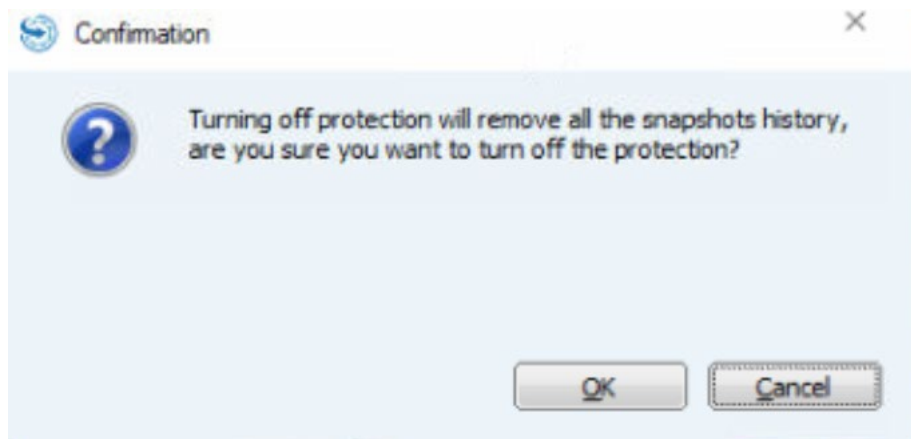 Confirmation
Turning off protection will remove all the snapshots history,
are you sure you want to turn off the protection?
OK
Cancel